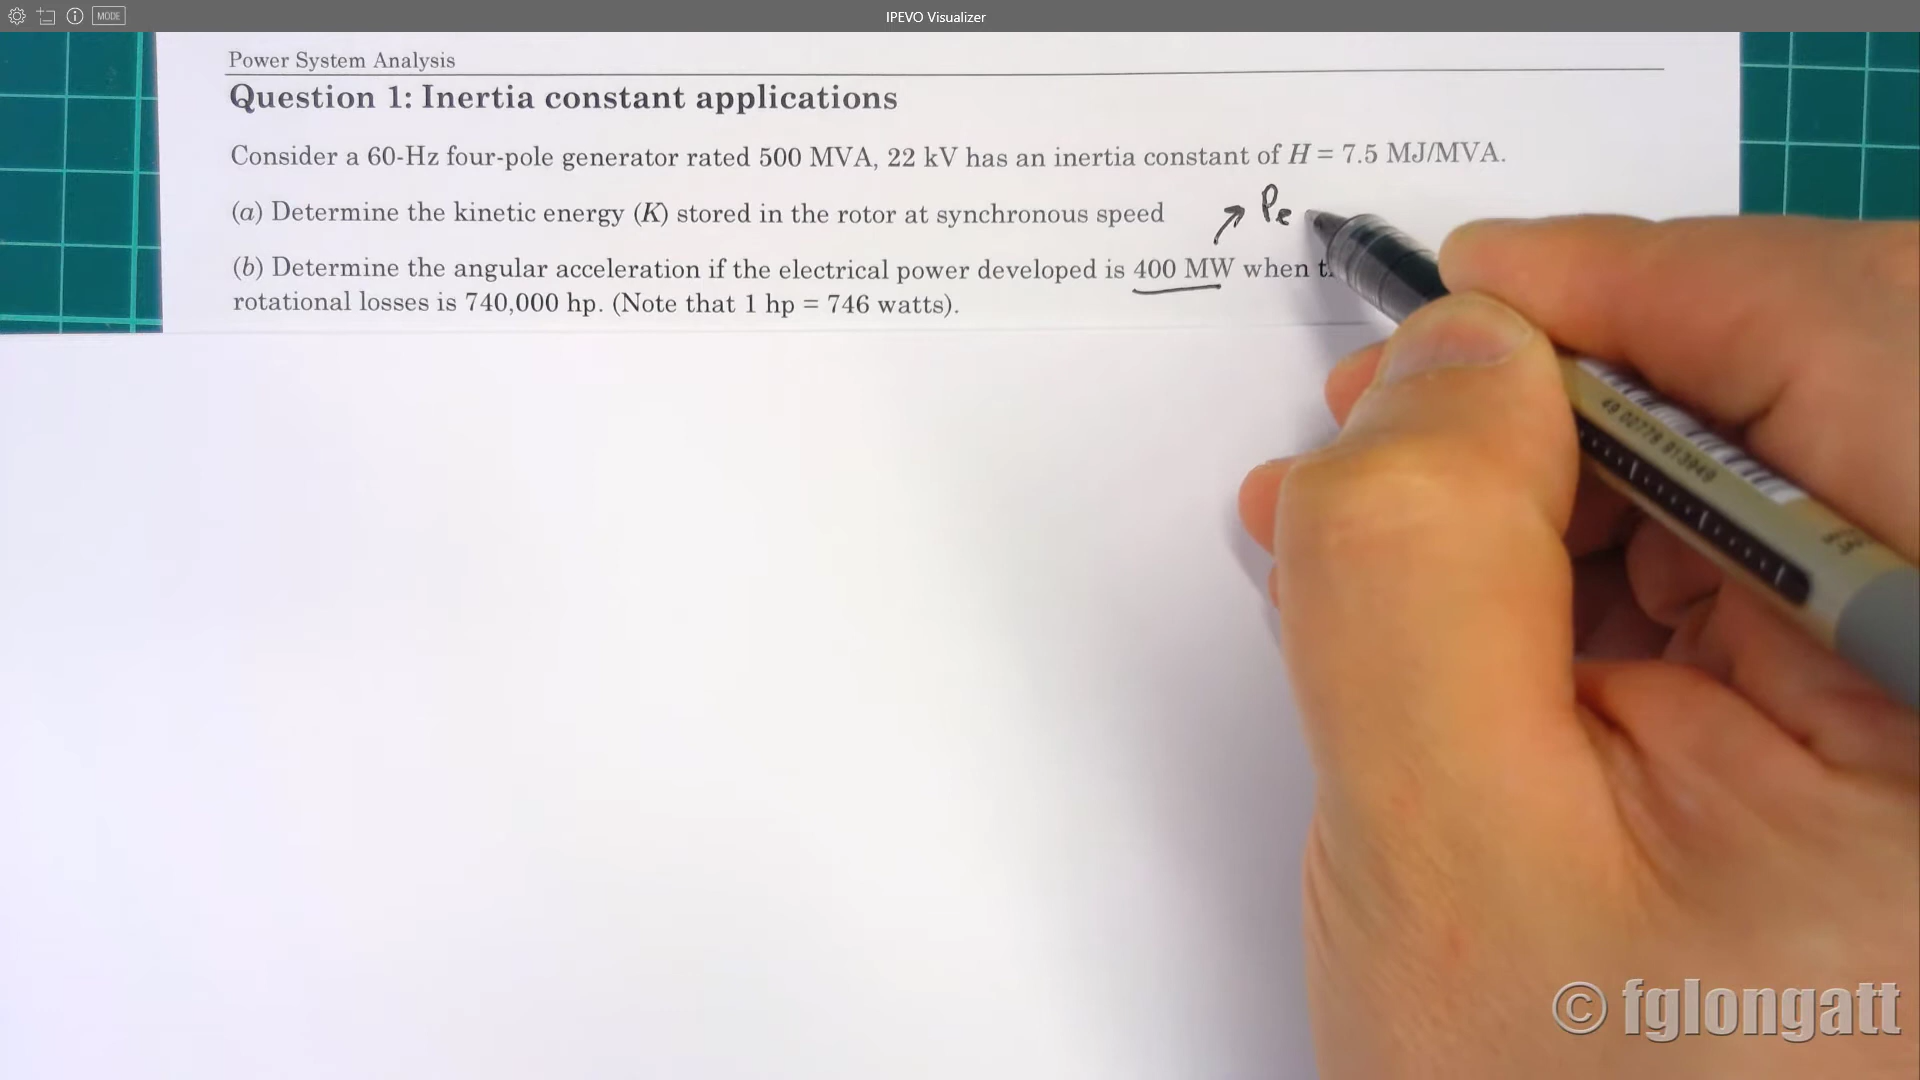 MODE
IPEVO Visualizer
Power System Analysis
Question 1: Inertia constant applications
Consider a 60-Hz four-pole generator rated 500 MVA, 22 kV has an inertia constant of H = 7.5 MJ/MVA.
(a) Determine the kinetic energy (K) stored in the rotor at synchronous speed
Pe
(b) Determine the angular acceleration if the electrical power developed is 400 MW when
rotational losses is 740,000 hp. (Note that 1 hp = 746 watts).
49 02778 913949
© fglongatt